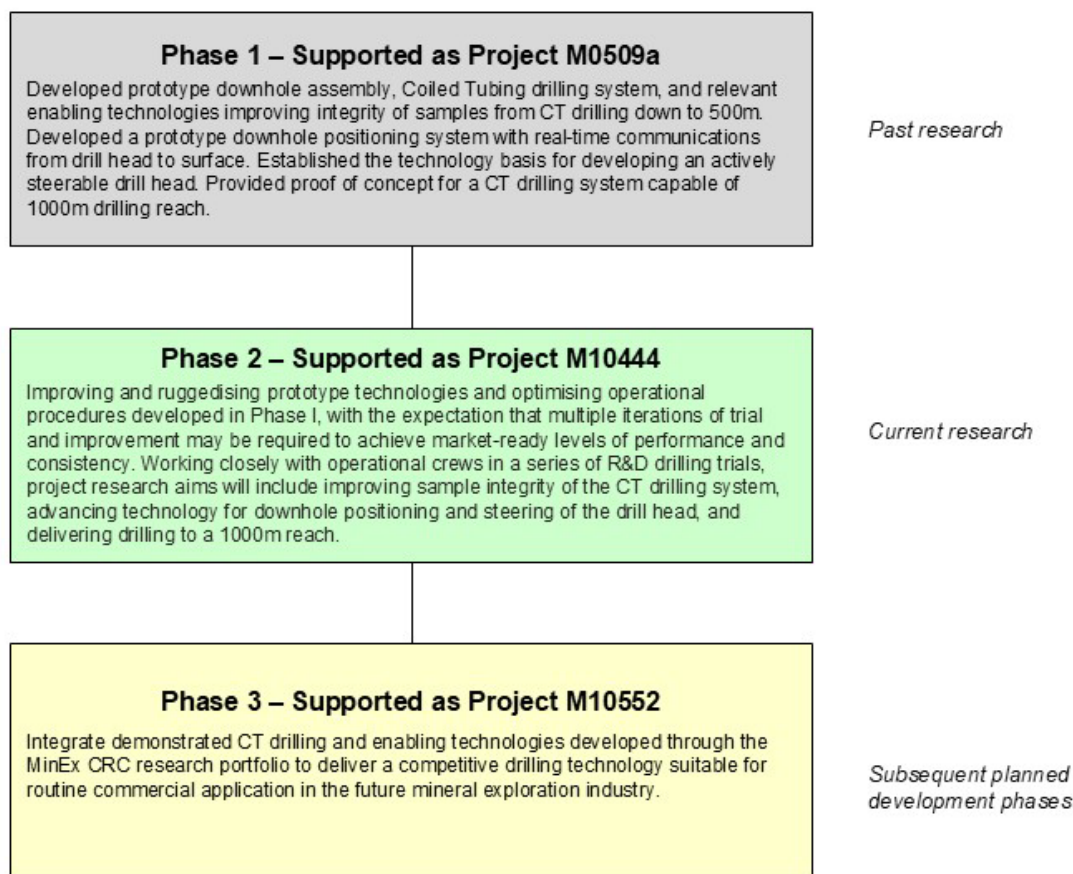 Phase 1 – Supported as Project M0509a
Developed prototype downhole assembly, Coiled Tubing drilling system, and relevant
enabling technologies improving integrity of samples from CT drilling down to 500m.
Developed a prototype downhole positioning system with real-time communications
from drill head to surface. Established the technology basis for developing an actively
steerable drill head. Provided proof of concept for a CT drilling system capable of
1000m drilling reach.
Past research
Phase 2 – Supported as Project M10444
Improving and ruggedising prototype technologies and optimising operational
procedures developed in Phase I, with the expectation that multiple iterations of trial
and improvement may be required to achieve market-ready levels of performance and
consistency. Working closely with operational crews in a series of R&D drilling trials,
project research aims will include improving sample integrity of the CT drilling system,
advancing technology for downhole positioning and steering of the drill head, and
delivering drilling to a 1000m reach.
Current research
Phase 3 – Supported as Project M10552
Integrate demonstrated CT drilling and enabling technologies developed through the
MinEx CRC research portfolio to deliver a competitive drilling technology suitable for
routine commercial application in the future mineral exploration industry.
Subsequent planned
development phases